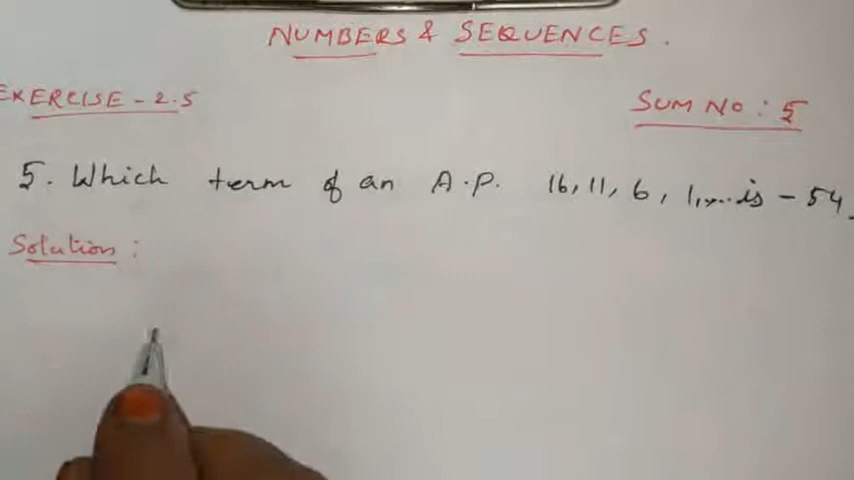 NUMBERS & SEQUENCES.
EXERCISE - 2.5
SUM NO : 5
5. Which term of an A.P. 16, 11, 6, 1,... is - 54.
Solution :